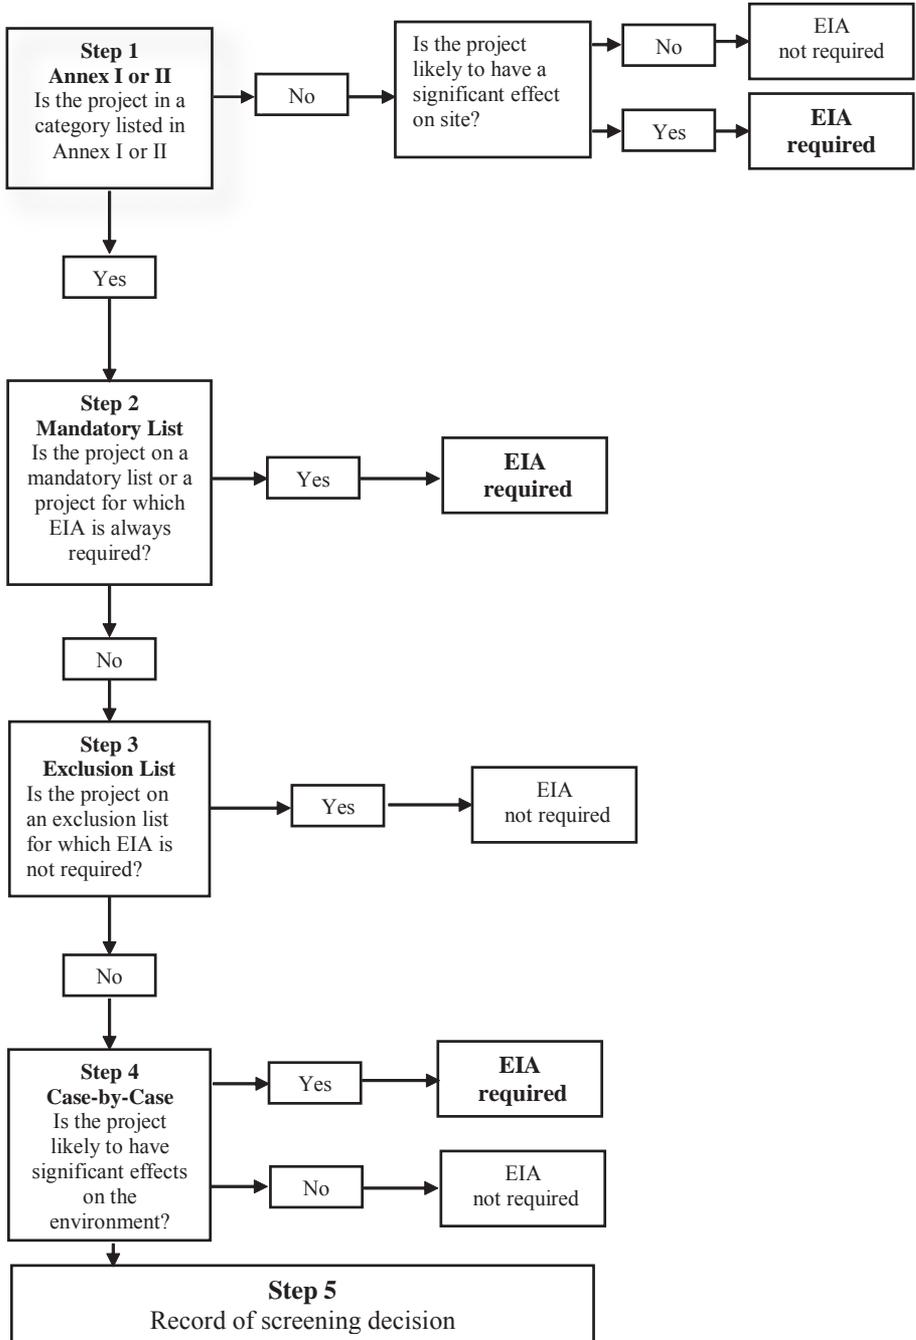 Step 1
Annex I or II
Is the project in a
category listed in
Annex I or II
No
Is the project
likely to have a
significant effect
on site?
No
EIA
not required
Yes
EIA
required
Yes
Step 2
Mandatory List
Is the project on a
mandatory list or a
project for which
EIA is always
required?
Yes
EIA
required
No
Step 3
Exclusion List
Is the project on
an exclusion list
for which EIA is
not required?
Yes
EIA
not required
No
Step 4
Case-by-Case
Is the project
likely to have
significant effects
on the
environment?
Yes
EIA
required
No
EIA
not required
Step 5
Record of screening decision